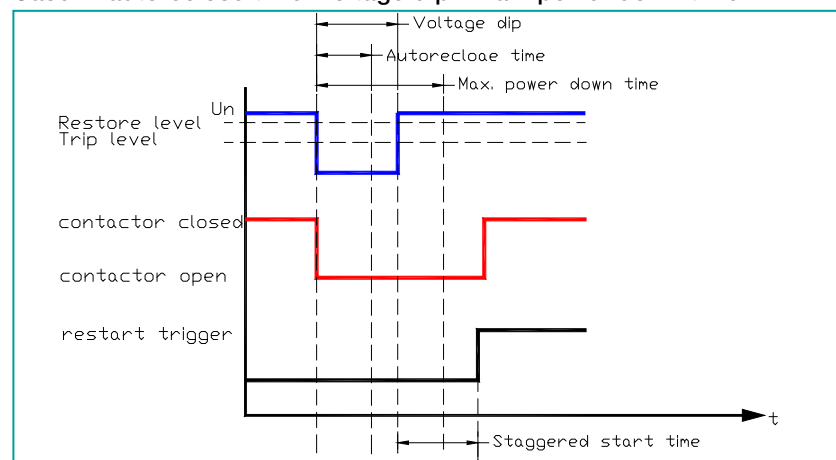 Voltage dip
Autorecloae time
Max. power down time
Un
Restore level
Trip level
contactor closed
contactor open
restart trigger
t
Staggered start time